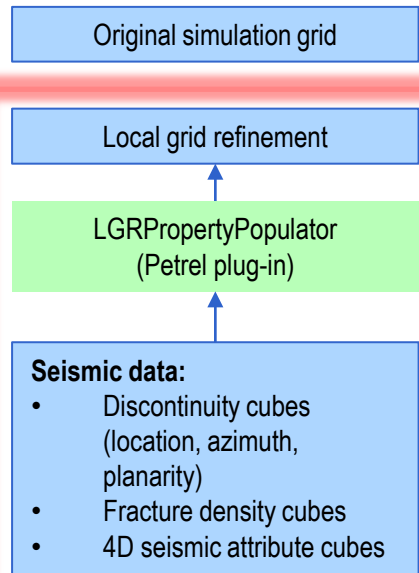 Original simulation grid
Local grid refinement
LGRPropertyPopulator
(Petrel plug-in)
Seismic data:
• Discontinuity cubes
(location, azimuth,
planarity)
• Fracture density cubes
• 4D seismic attribute cubes